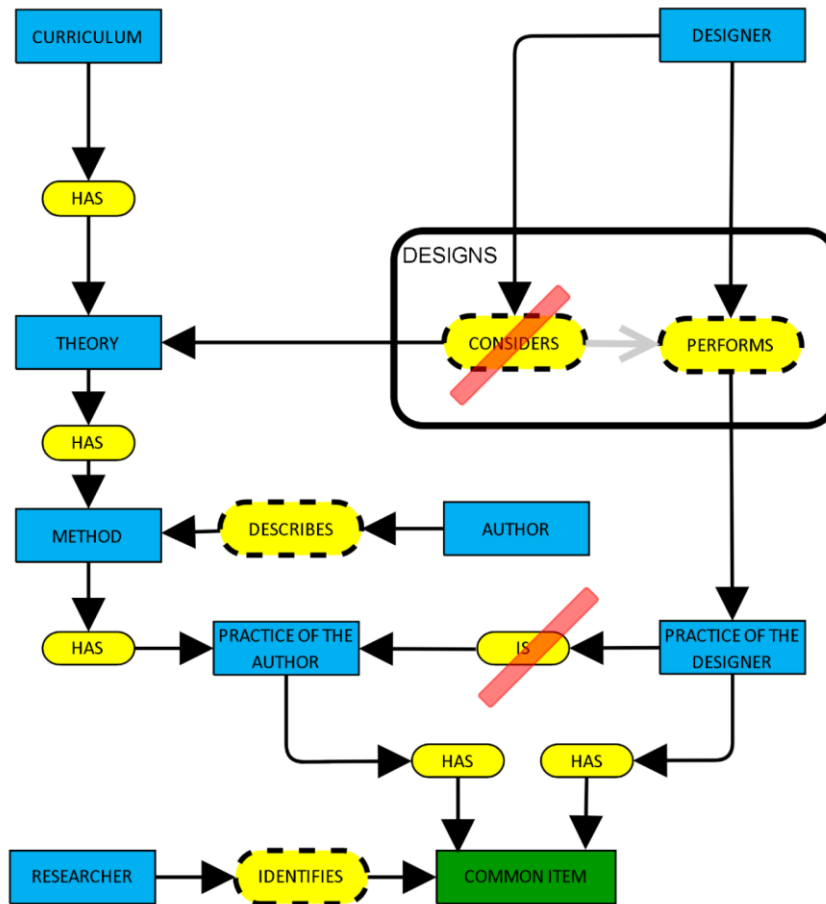 CURRICULUM
DESIGNER
HAS
DESIGNS
THEORY
CONSIDERS
PERFORMS
HAS
METHOD
DESCRIBES
AUTHOR
HAS
PRACTICE OF THE
AUTHOR
IS
PRACTICE OF THE
DESIGNER
HAS
HAS
RESEARCHER
IDENTIFIES
COMMON ITEM